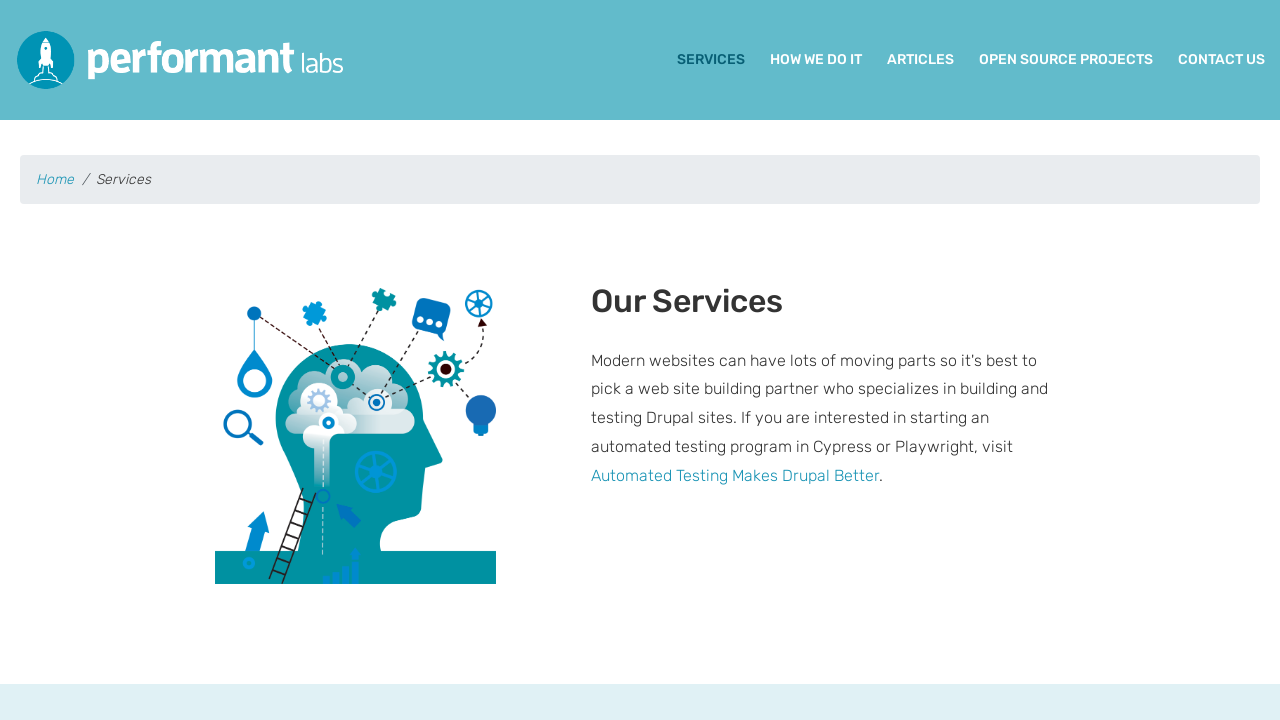 performant labs
SERVICES
HOW WE DO IT
ARTICLES
OPEN SOURCE PROJECTS
CONTACT US
Home / Services
Our Services
Modern websites can have lots of moving parts so it's best to
pick a web site building partner who specializes in building and
testing Drupal sites. If you are interested in starting an
automated testing program in Cypress or Playwright, visit
Automated Testing Makes Drupal Better.